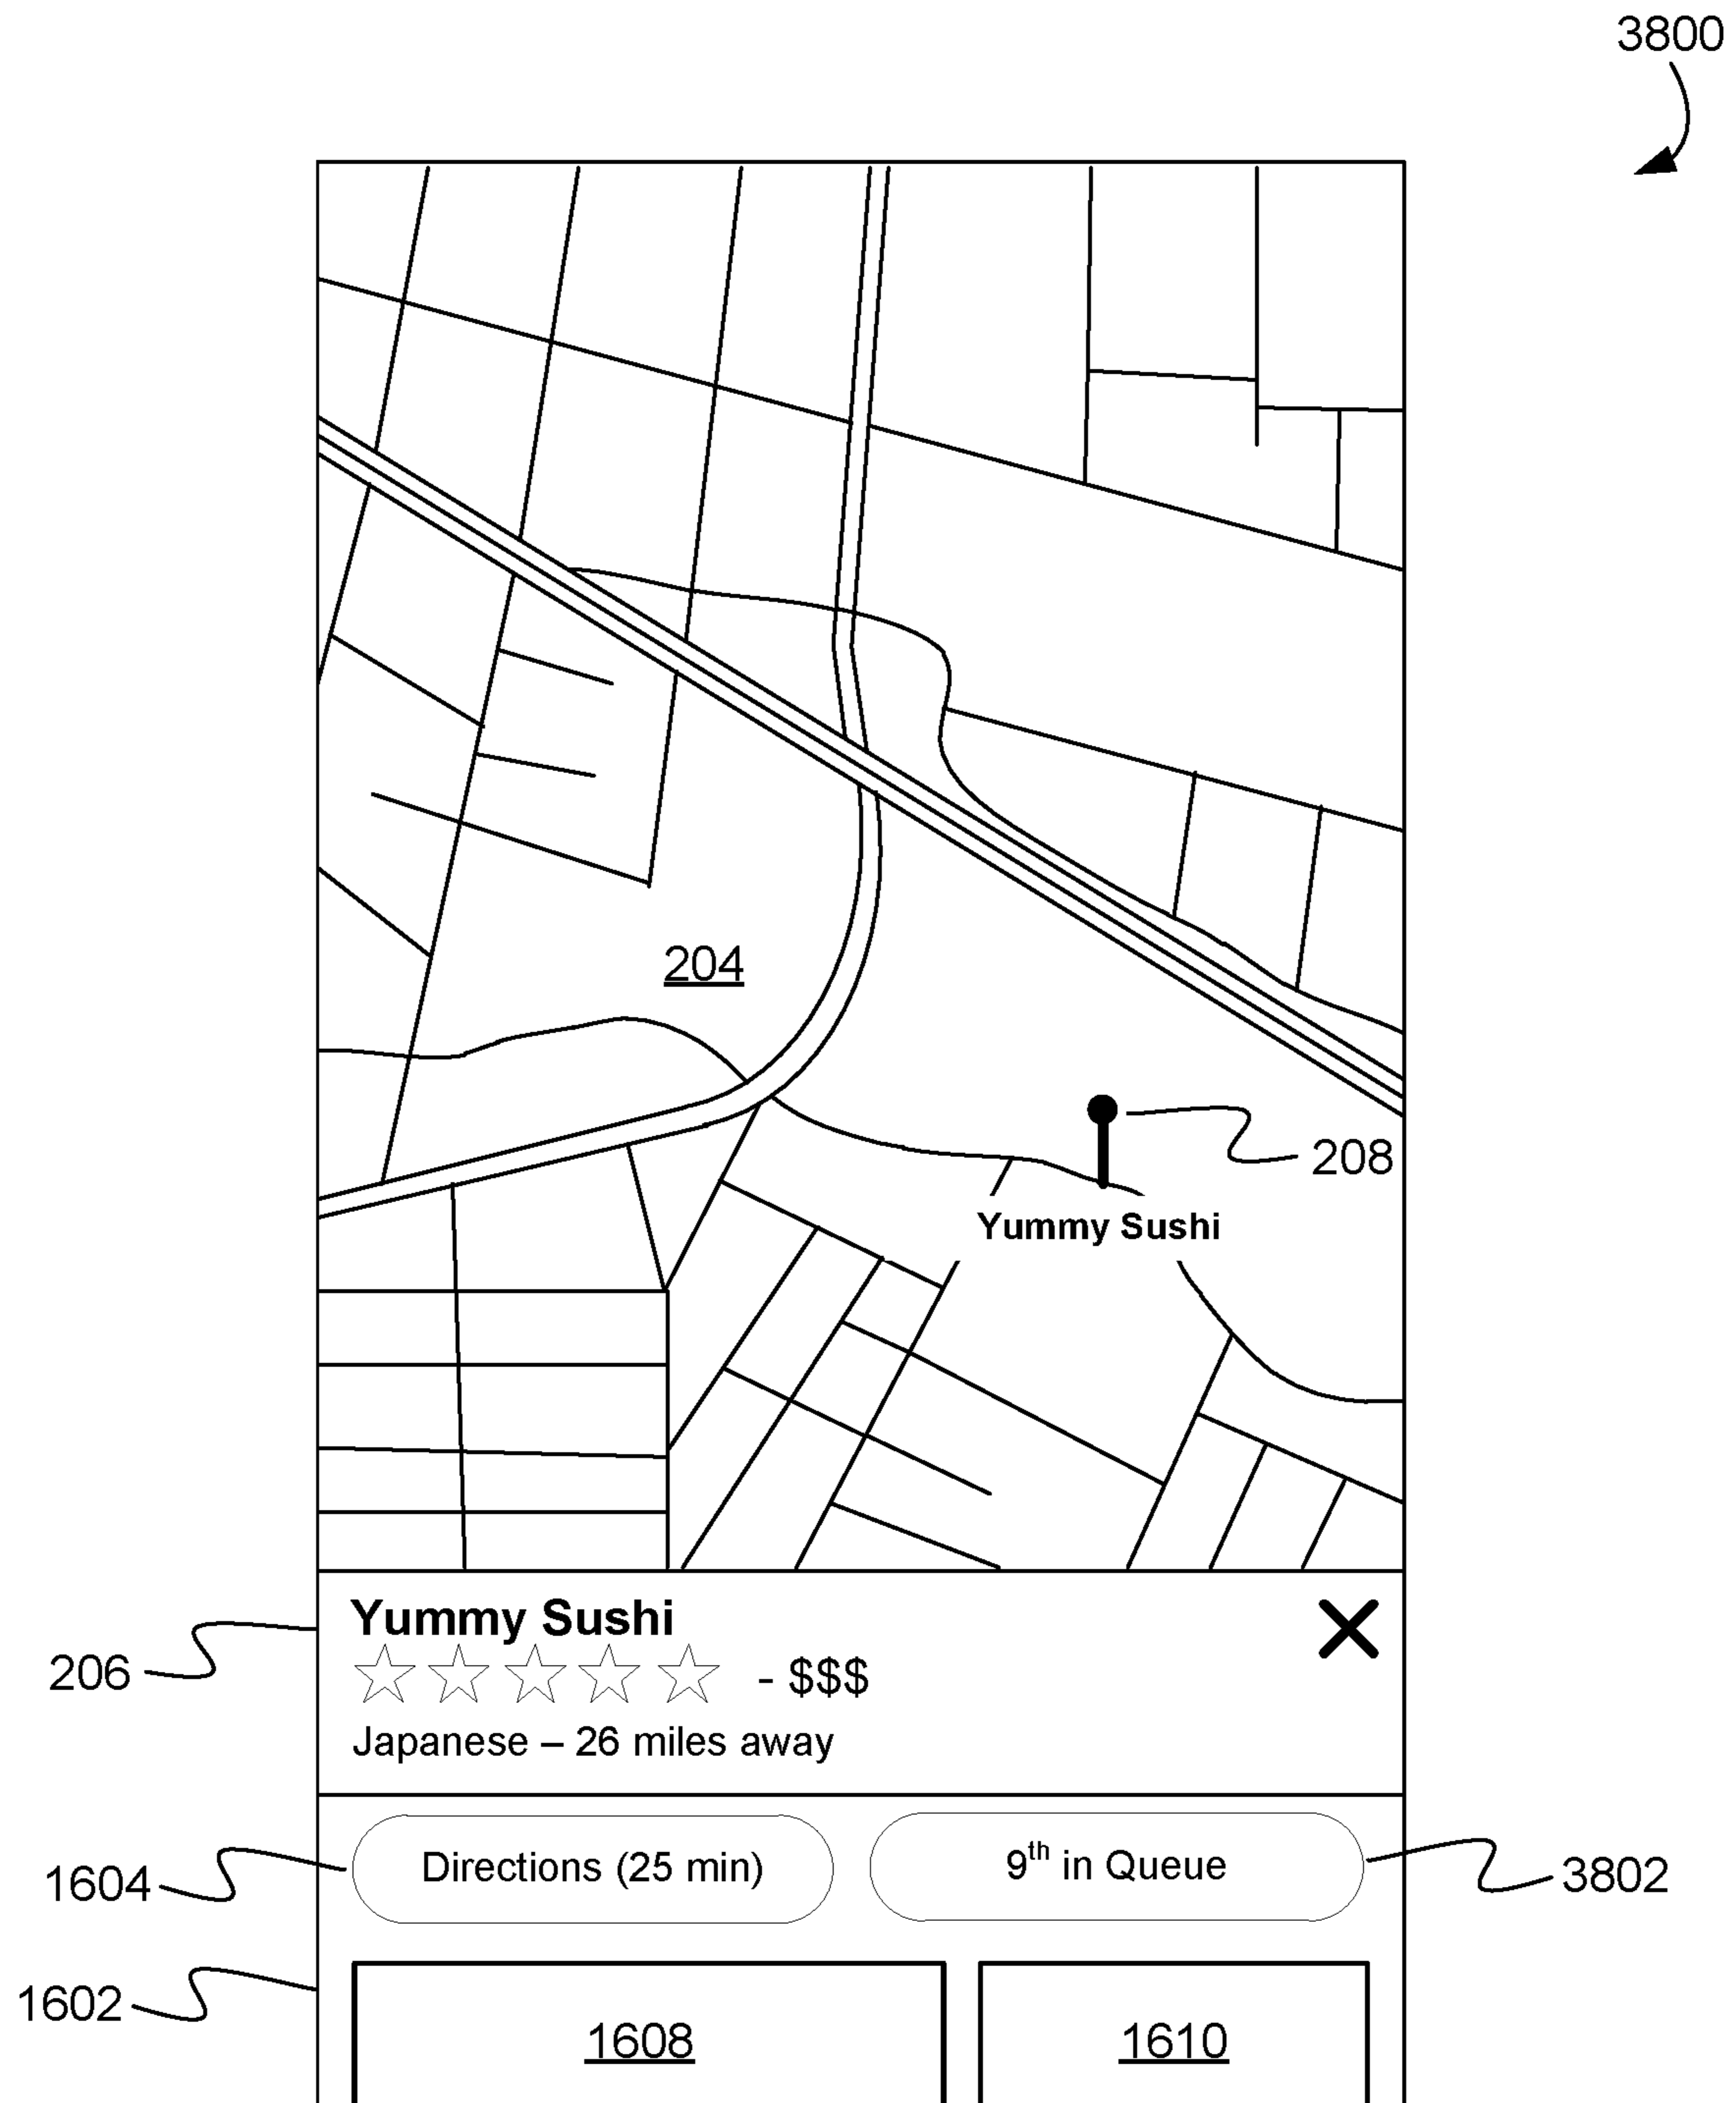 3800
204
208
Yummy Sushi
Yummy Sushi
206
- $$$
Japanese – 26 miles away
1604
Directions (25 min)
9th in Queue
3802
1602
1608
1610